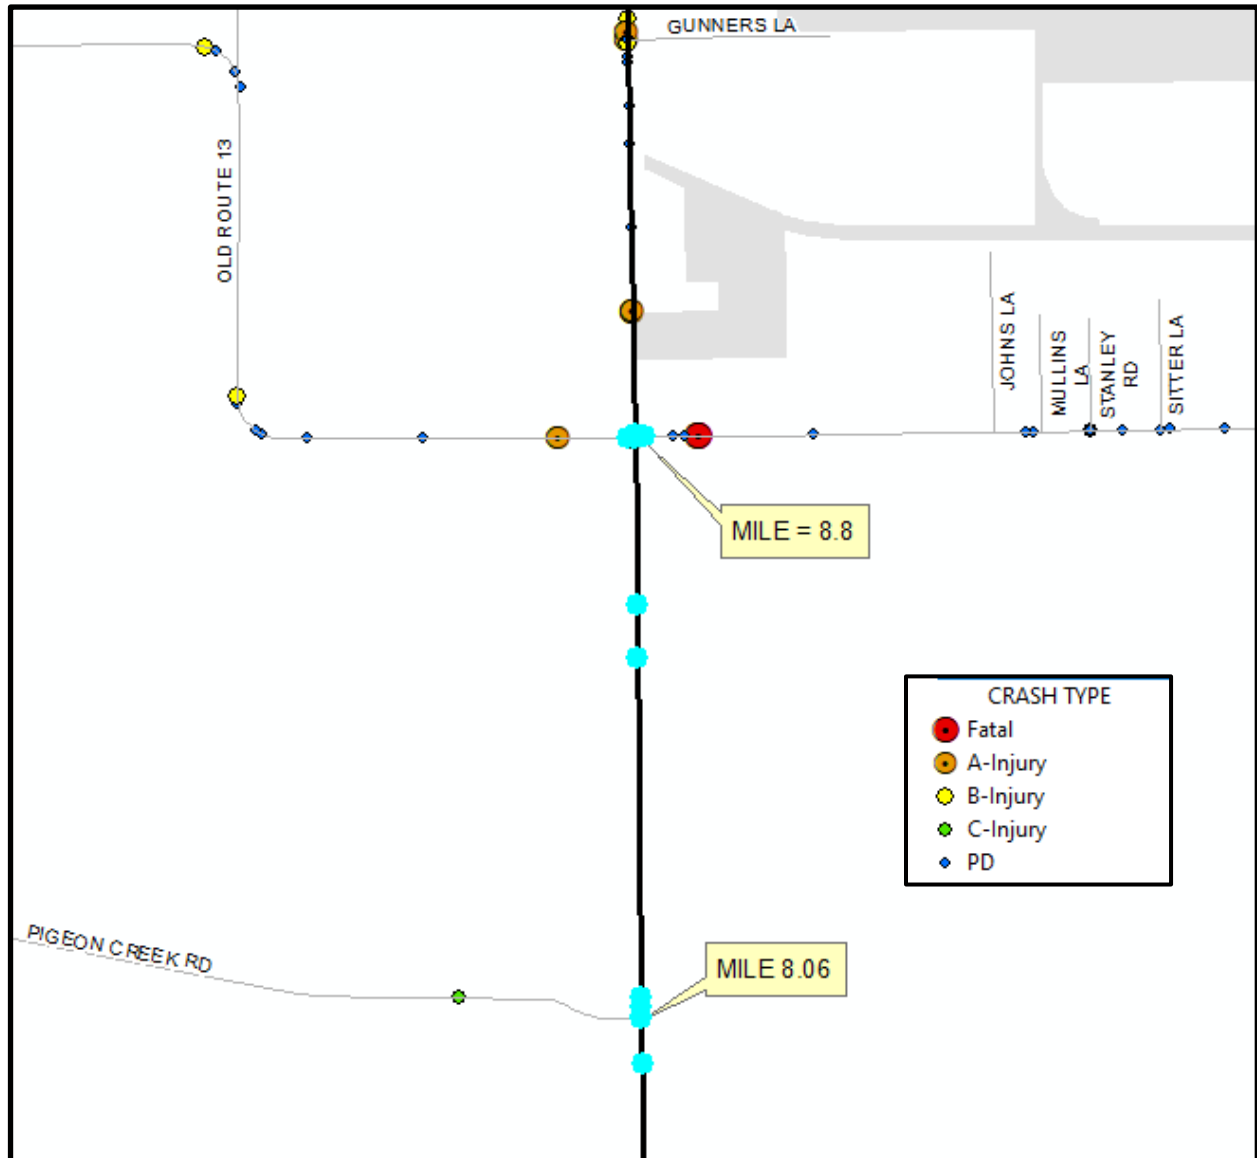 GUNNERS LA
OLD ROUTE 13
JOHNS LA
MULLINS
LA
STANLEY
RD
SITTER LA
MILE = 8.8
CRASH TYPE
Fatal
A-Injury
B-Injury
C-Injury
PD
PIGEON CREEK RD
MILE 8.06